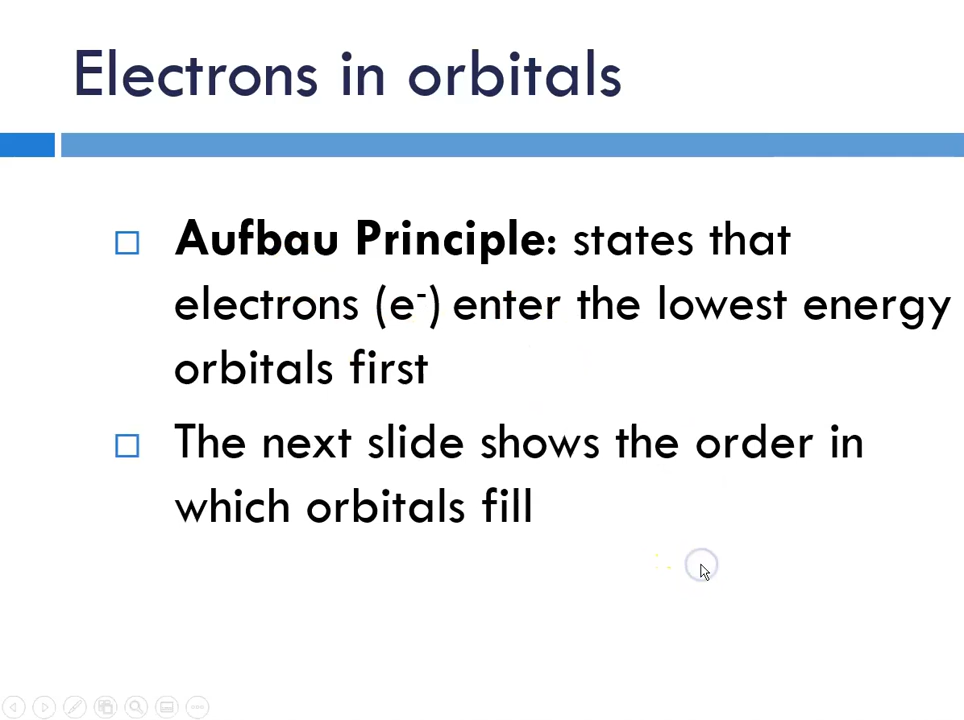 Electrons in orbitals
Aufbau Principle: states that
electrons (e⁻) enter the lowest energy
orbitals first
The next slide shows the order in
which orbitals fill